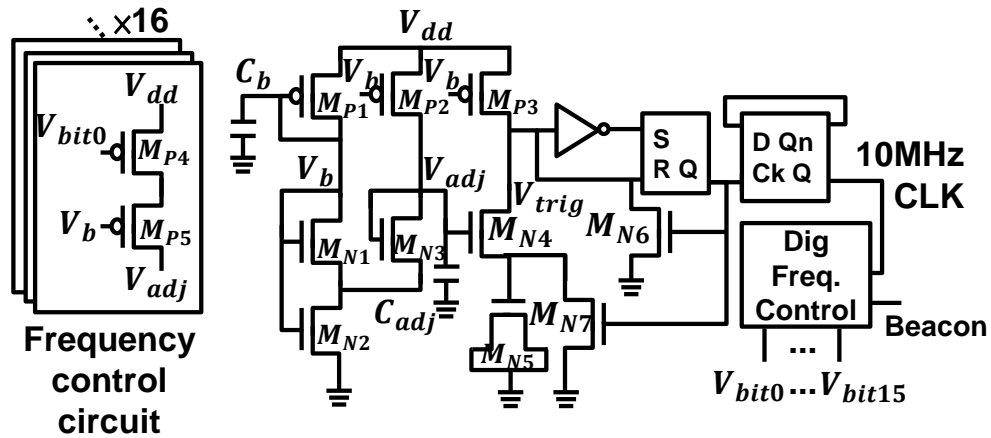 ×16
V_dd
V_bit0
M_P4
V_b
M_P5
V_adj
Frequency
control
circuit
V_dd
C_b
V_b
V_b
M_P1
M_P2
M_P3
V_b
V_adj
V_trig
M_N1
M_N3
M_N4
M_N6
M_N2
C_adj
M_N5
M_N7
S
R Q
D Qn
Ck Q
10MHz
CLK
Dig
Freq.
Control
Beacon
...
V_bit0...V_bit15